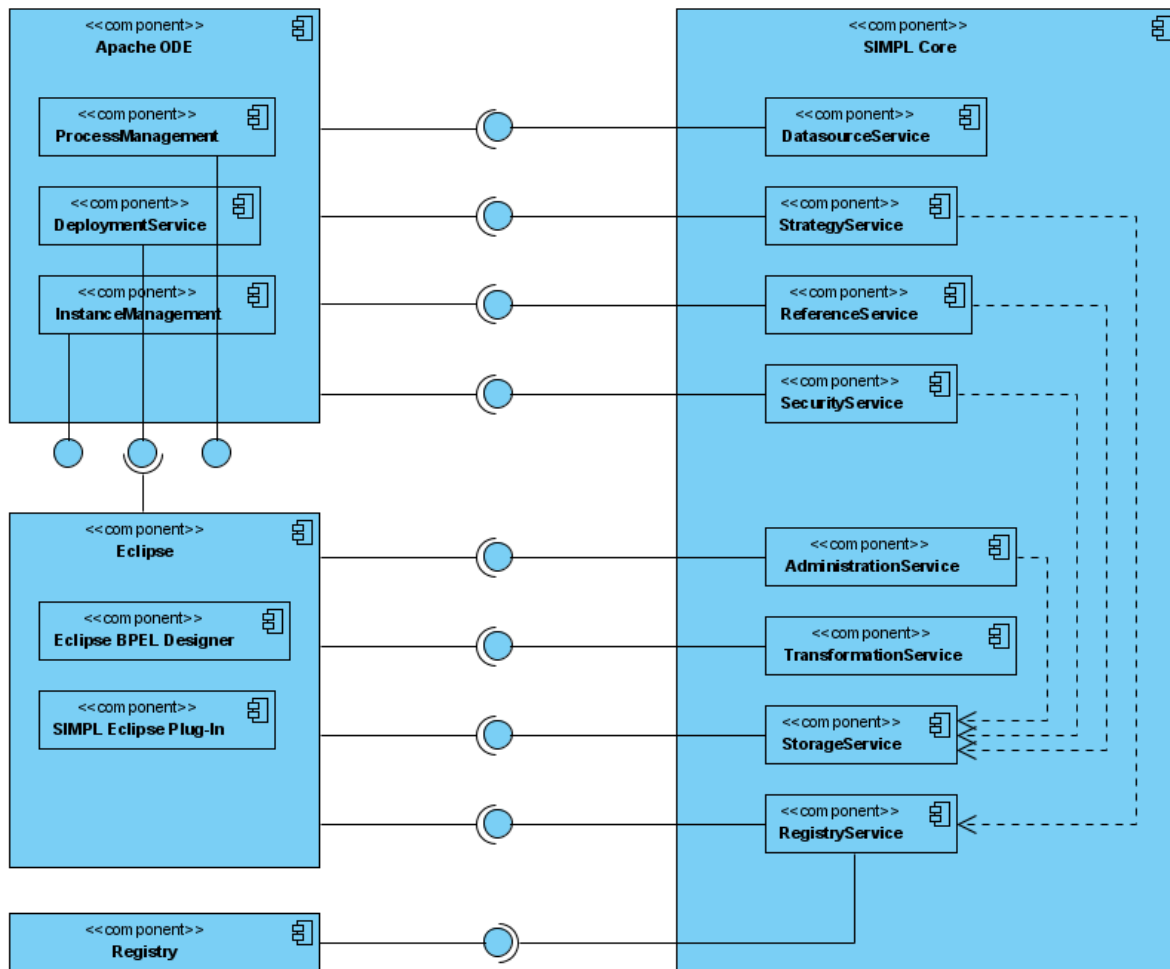 <<component>>
Apache ODE
<<component>>
ProcessManagement
<<component>>
DeploymentService
<<component>>
InstanceManagement
<<component>>
Eclipse
<<component>>
Eclipse BPEL Designer
<<component>>
SIMPL Eclipse Plug-In
<<component>>
Registry
<<component>>
SIMPL Core
<<component>>
DatasourceService
<<component>>
StrategyService
<<component>>
ReferenceService
<<component>>
SecurityService
<<component>>
AdministrationService
<<component>>
TransformationService
<<component>>
StorageService
<<component>>
RegistryService